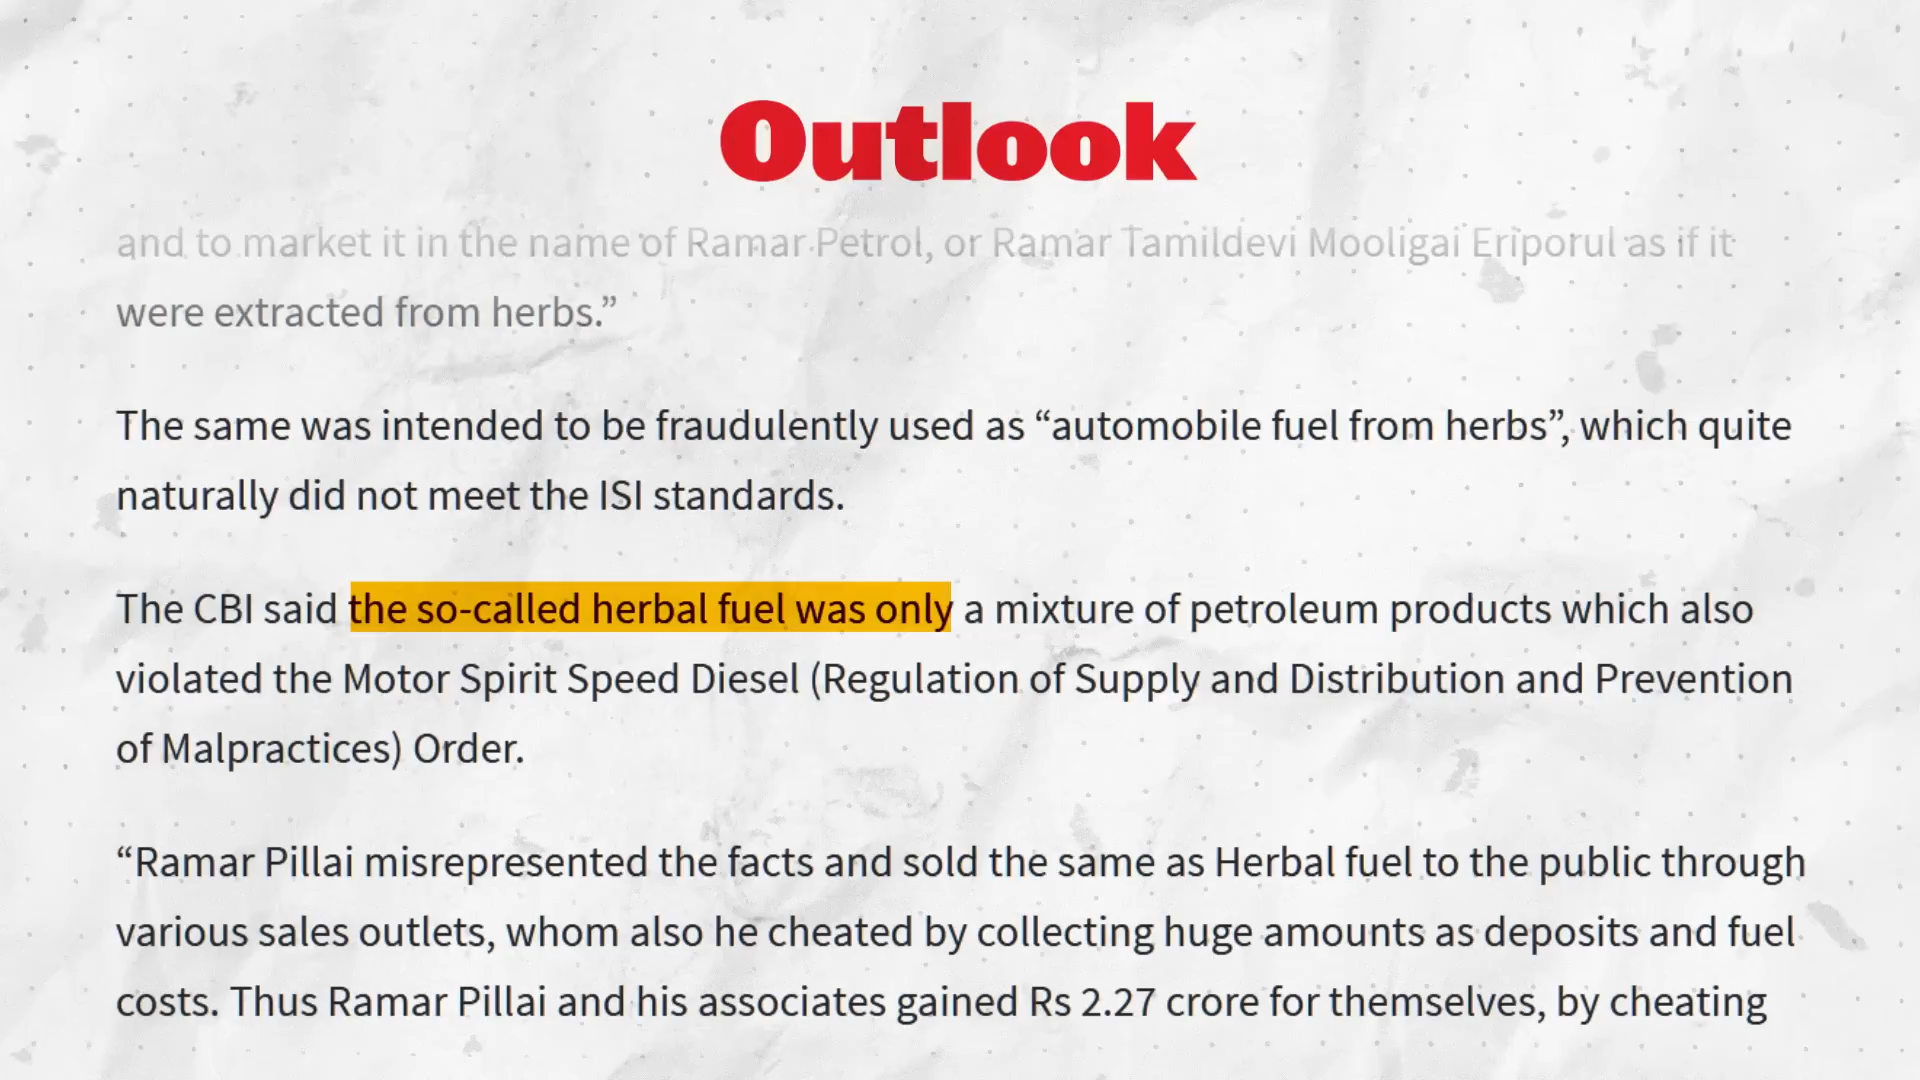 Outlook
and to market it in the name of Ramar Petrol, or Ramar Tamildevi Mooligai Eriporul as if it
were extracted from herbs.”
The same was intended to be fraudulently used as “automobile fuel from herbs”, which quite
naturally did not meet the ISI standards.
The CBI said the so-called herbal fuel was only a mixture of petroleum products which also
violated the Motor Spirit Speed Diesel (Regulation of Supply and Distribution and Prevention
of Malpractices) Order.
“Ramar Pillai misrepresented the facts and sold the same as Herbal fuel to the public through
various sales outlets, whom also he cheated by collecting huge amounts as deposits and fuel
costs. Thus Ramar Pillai and his associates gained Rs 2.27 crore for themselves, by cheating